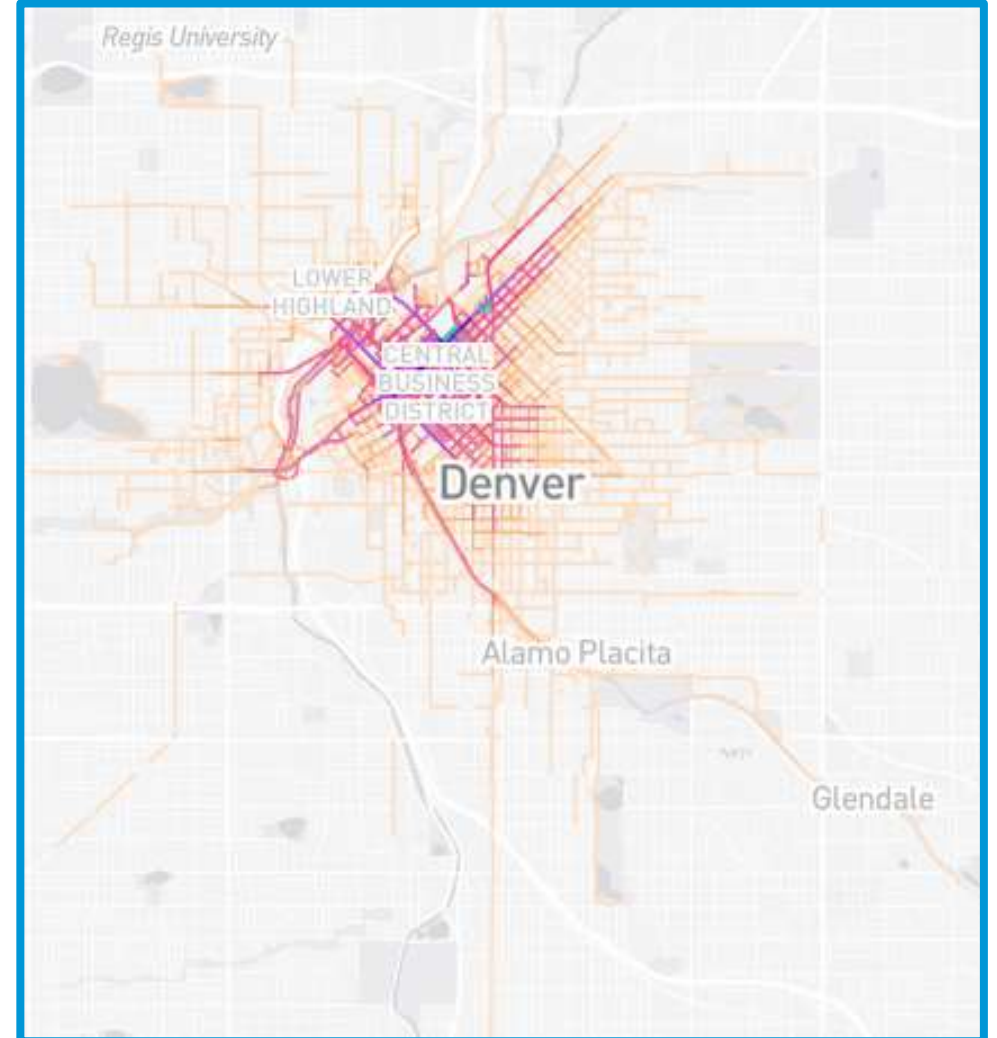 Regis University
LOWER
HIGHLAND
CENTRAL
BUSINESS
DISTRICT
Denver
Alamo Placita
Glendale